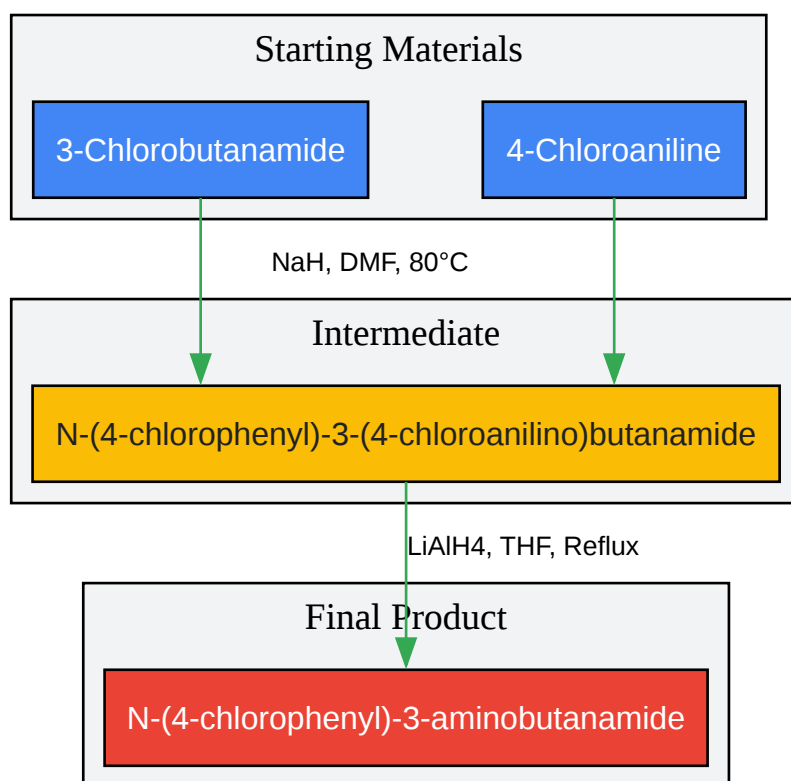 Starting Materials
3-Chlorobutanamide
4-Chloroaniline
NaH, DMF, 80°C
Intermediate
N-(4-chlorophenyl)-3-(4-chloroanilino)butanamide
LiAlH4, THF, Reflux
Final Product
N-(4-chlorophenyl)-3-aminobutanamide